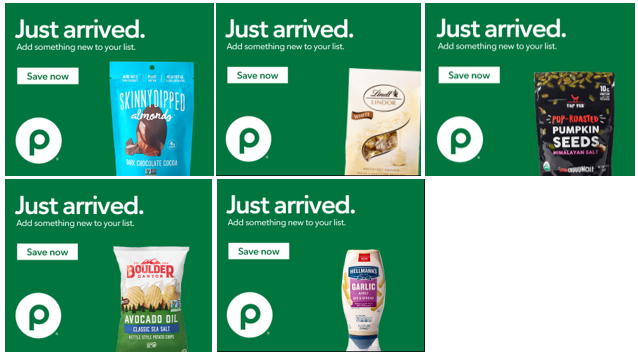 Just arrived.
Add something new to your list.
Save now
SKINNYDIPPED
almonds
DARK CHOCOLATE COCOA
p
Just arrived.
Add something new to your list.
Save now
Lindt
LINDOR
WHITE
p
Just arrived.
Add something new to your list.
Save now
10g
POP-ROASTED
PUMPKIN
SEEDS
HIMALAYAN SALT
p
Just arrived.
Add something new to your list.
Save now
BOULDER
CANYON
AVOCADO OIL
CLASSIC SEA SALT
KETTLE STYLE POTATO CHIPS
p
Just arrived.
Add something new to your list.
Save now
HELLMANN'S
GARLIC
AIOLI
p